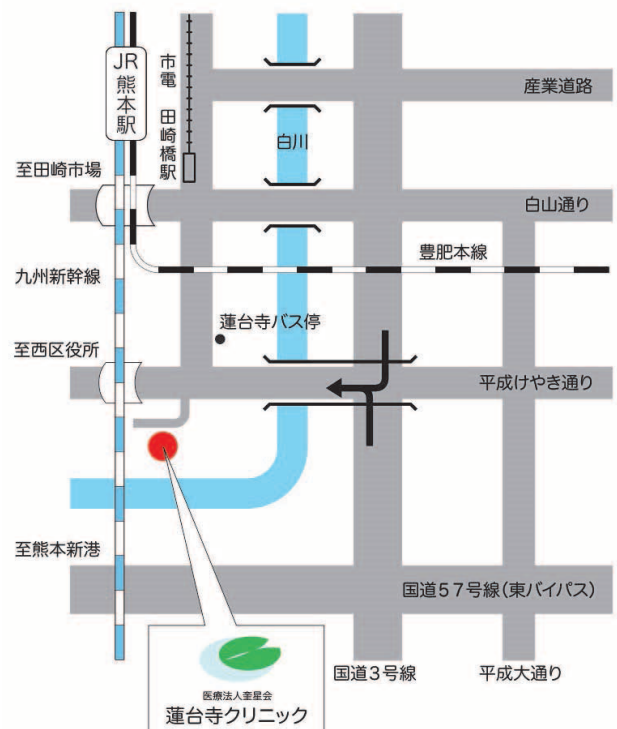 JR
熊本駅
市電 田崎橋駅
産業道路
白川
至田崎市場
白山通り
豊肥本線
九州新幹線
蓮台寺バス停
至西区役所
平成けやき通り
至熊本新港
国道57号線(東バイパス)
国道3号線
平成大通り
医療法人奎星会
蓮台寺クリニック